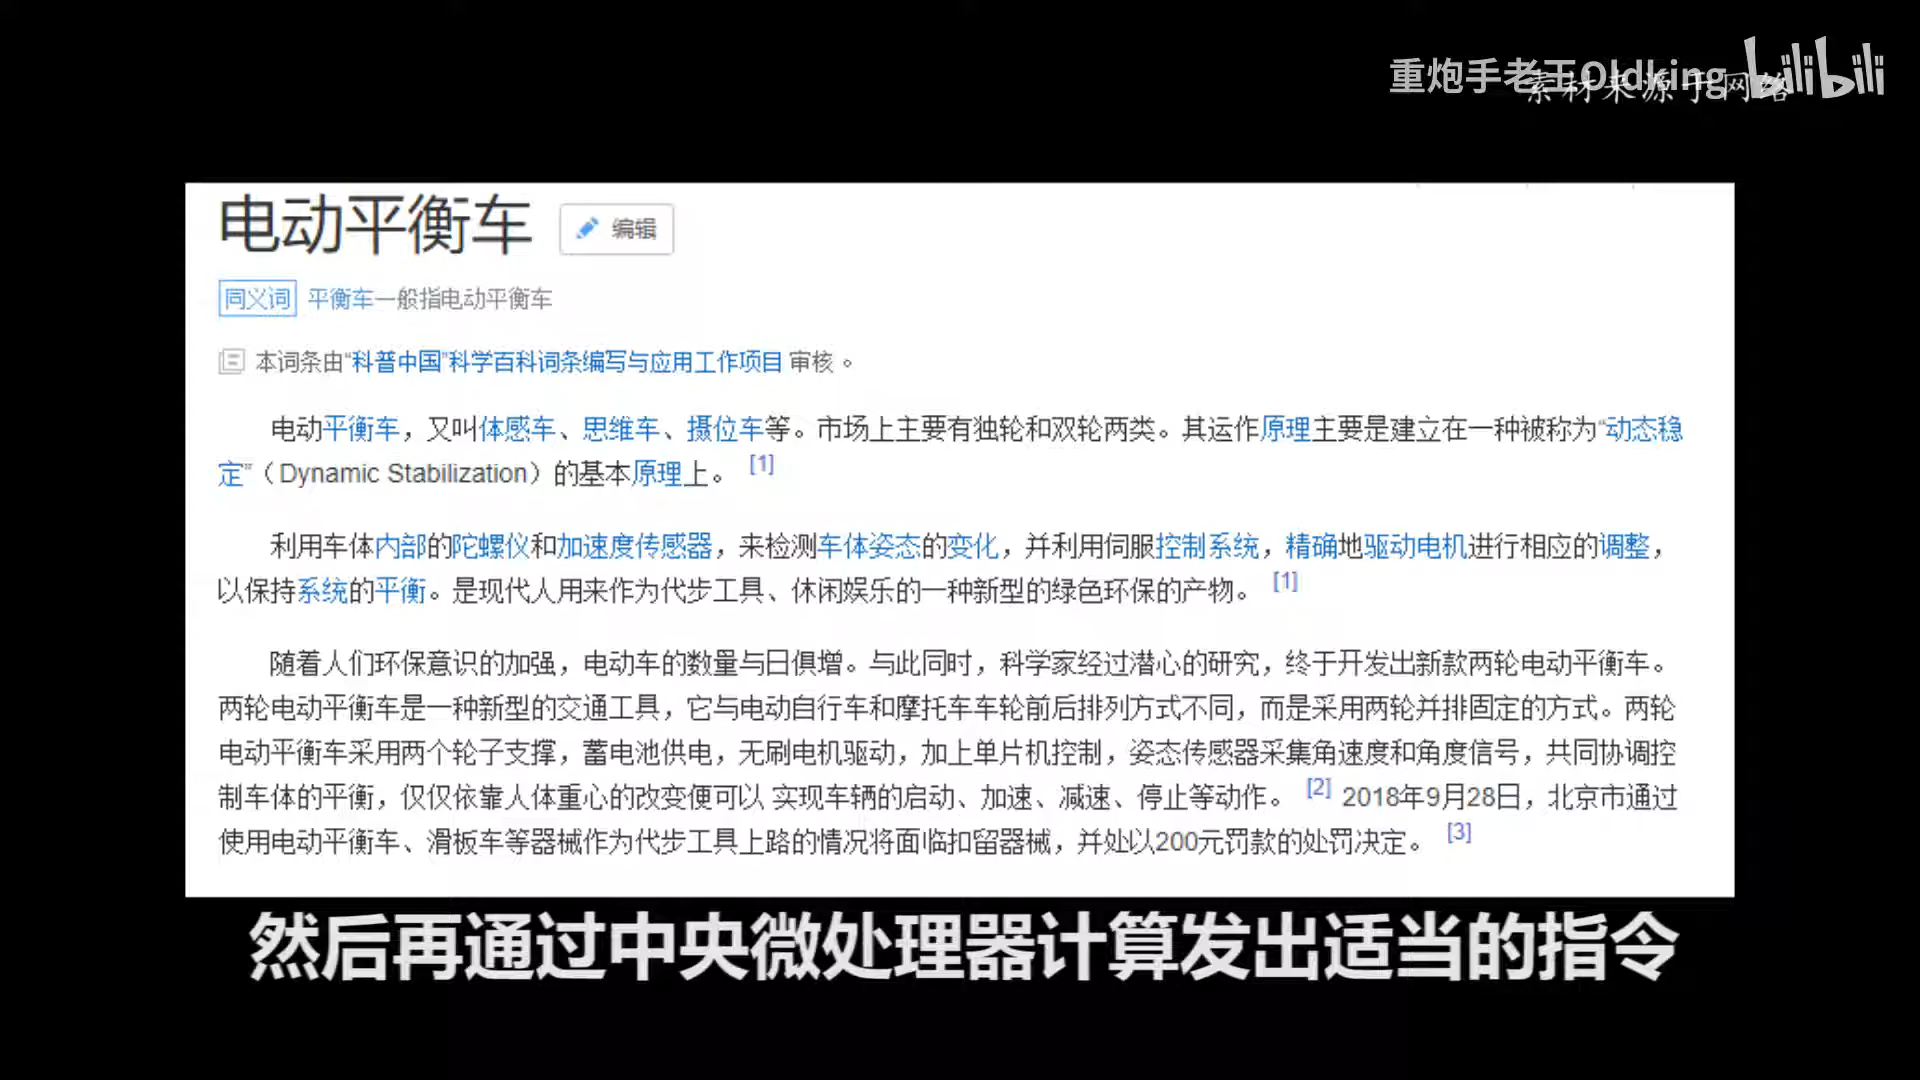 重炮手老王Oldking bilibili
素材来源于网络
电动平衡车 编辑
同义词 平衡车一般指电动平衡车
本词条由“科普中国”科学百科词条编写与应用工作项目 审核 。
电动平衡车，又叫体感车、思维车、摄位车等。市场上主要有独轮和双轮两类。其运作原理主要是建立在一种被称为“动态稳
定”（Dynamic Stabilization）的基本原理上。 [1]
利用车体内部的陀螺仪和加速度传感器，来检测车体姿态的变化，并利用伺服控制系统，精确地驱动电机进行相应的调整，
以保持系统的平衡。是现代人用来作为代步工具、休闲娱乐的一种新型的绿色环保的产物。 [1]
随着人们环保意识的加强，电动车的数量与日俱增。与此同时，科学家经过潜心的研究，终于开发出新款两轮电动平衡车。
两轮电动平衡车是一种新型的交通工具，它与电动自行车和摩托车车轮前后排列方式不同，而是采用两轮并排固定的方式。两轮
电动平衡车采用两个轮子支撑，蓄电池供电，无刷电机驱动，加上单片机控制，姿态传感器采集角速度和角度信号，共同协调控
制车体的平衡，仅仅依靠人体重心的改变便可以 实现车辆的启动、加速、减速、停止等动作。 [2] 2018年9月28日，北京市通过
使用电动平衡车、滑板车等器械作为代步工具上路的情况将面临扣留器械，并处以200元罚款的处罚决定。 [3]
然后再通过中央微处理器计算发出适当的指令